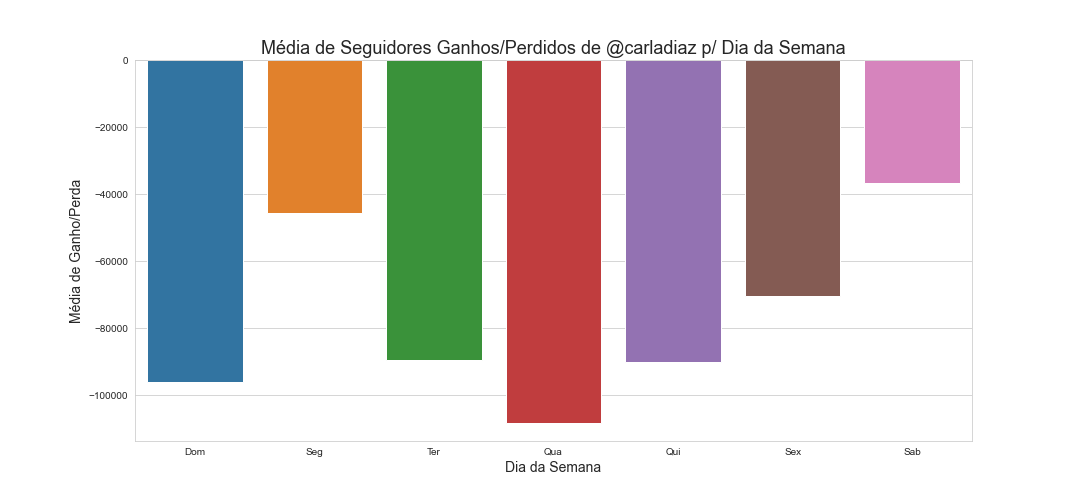 Média de Seguidores Ganhos/Perdidos de @carladiaz p/ Dia da Semana
0
−20000
−40000
−60000
−80000
−100000
Média de Ganho/Perda
Dom Seg Ter Qua Qui Sex Sab
Dia da Semana